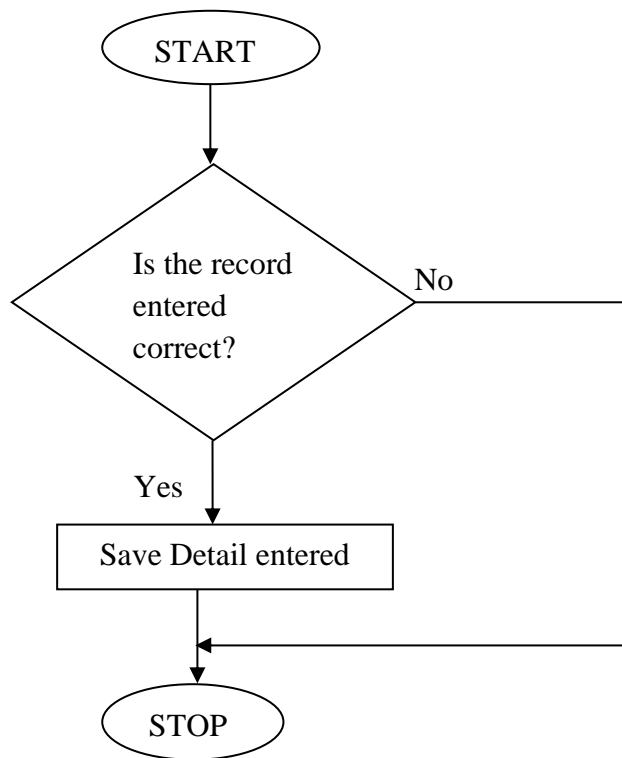 START
Is the record
entered
correct?
No
Yes
Save Detail entered
STOP